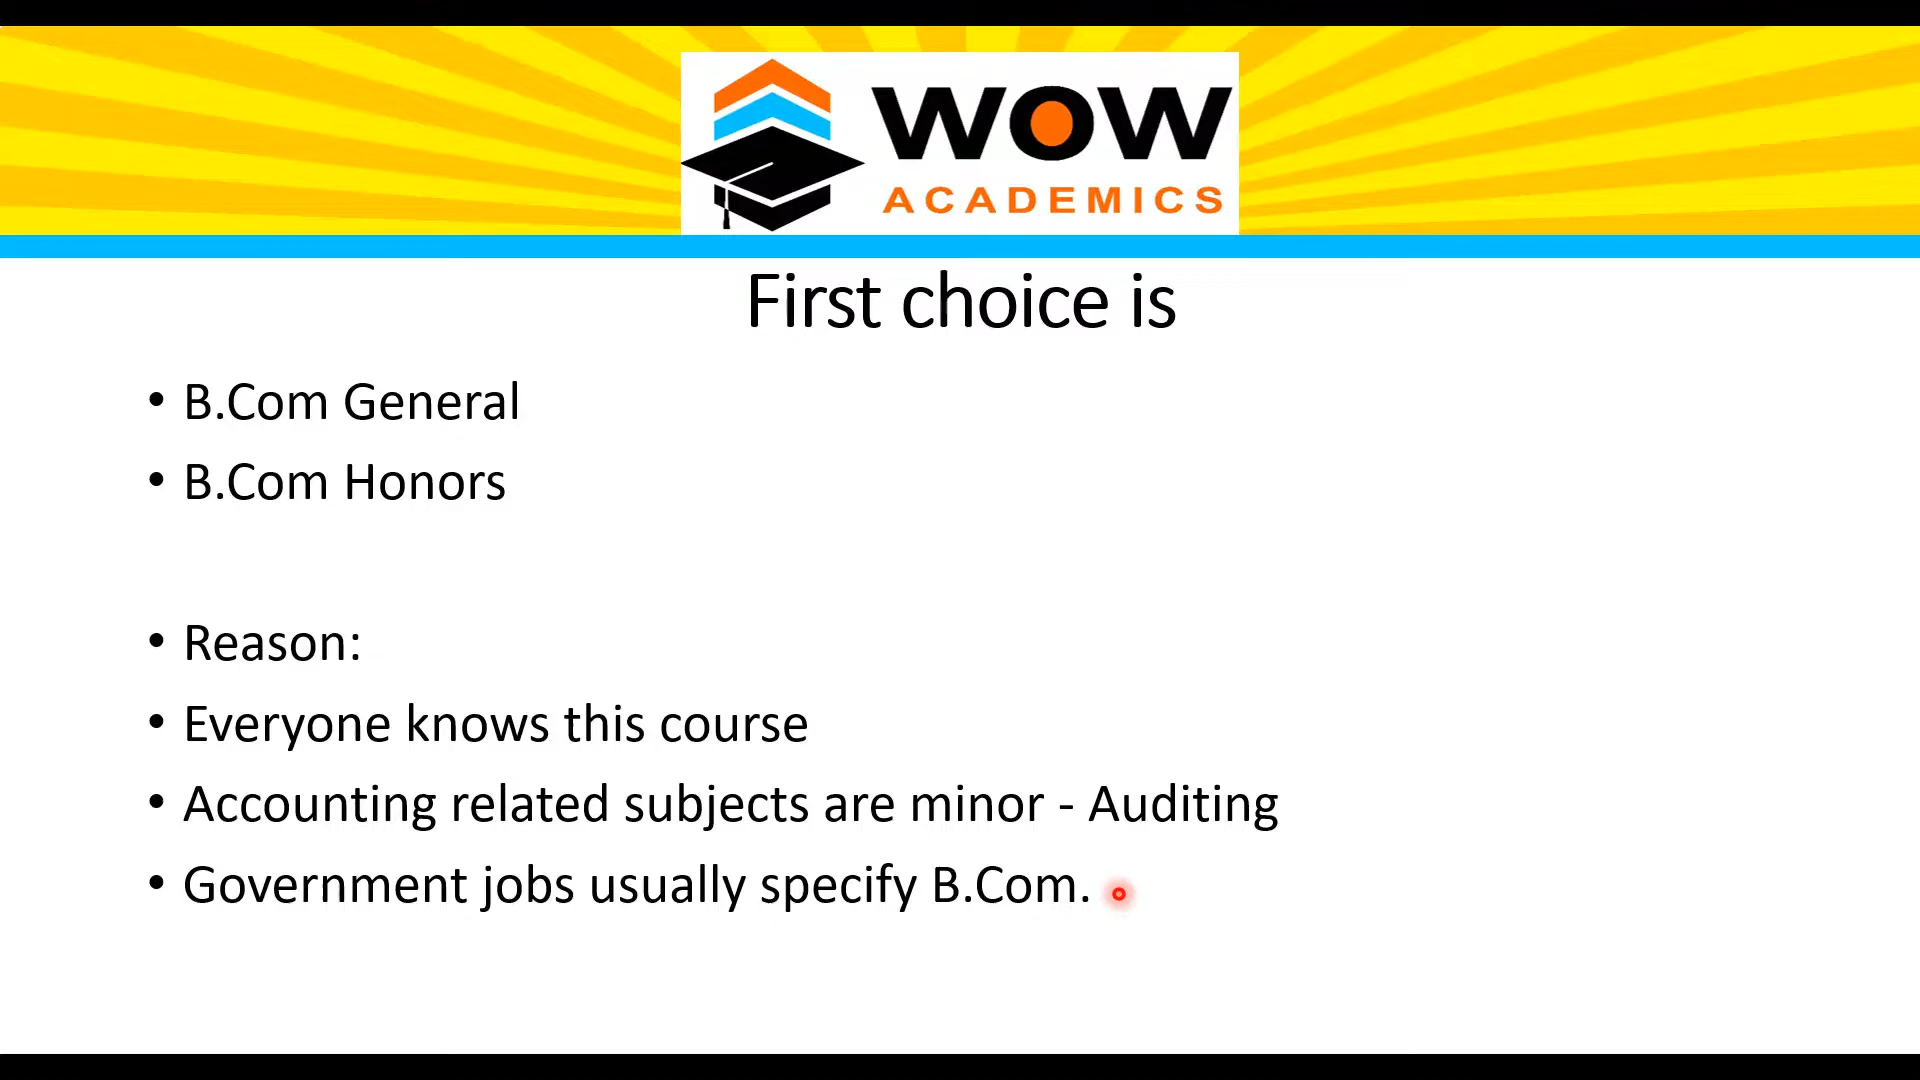 WOW
ACADEMICS
First choice is
• B.Com General
• B.Com Honors
• Reason:
• Everyone knows this course
• Accounting related subjects are minor - Auditing
• Government jobs usually specify B.Com.